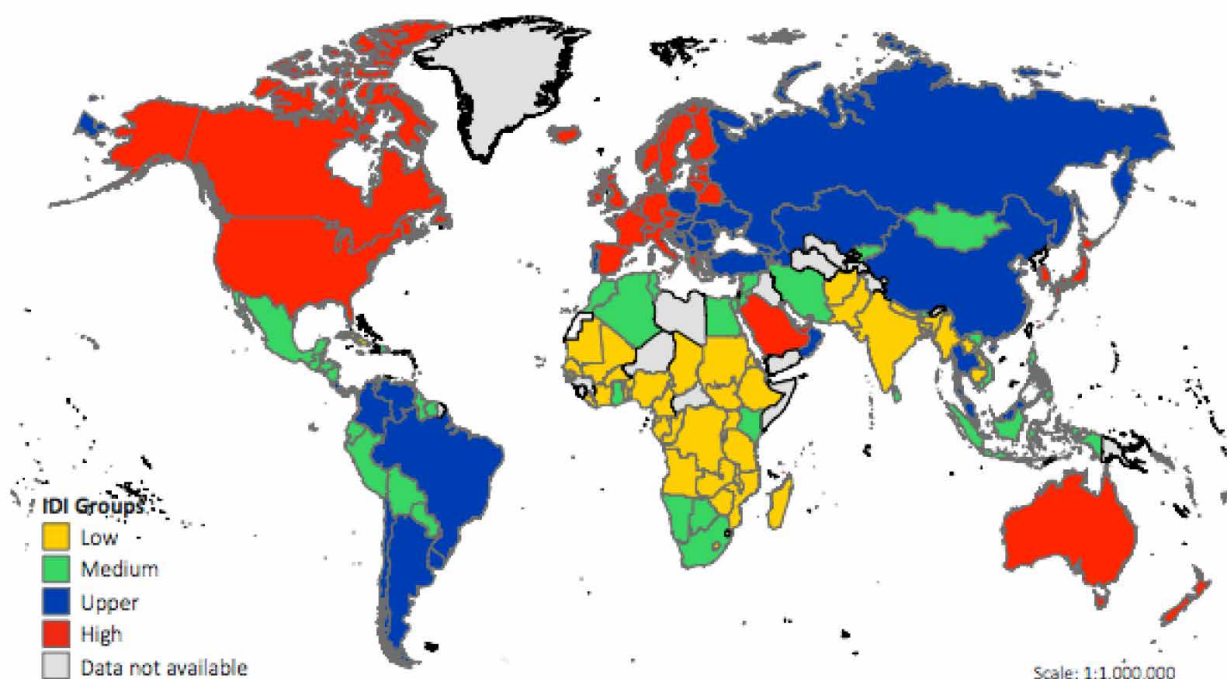 IDI Groups
Low
Medium
Upper
High
Data not available
Scale: 1:1.000.000